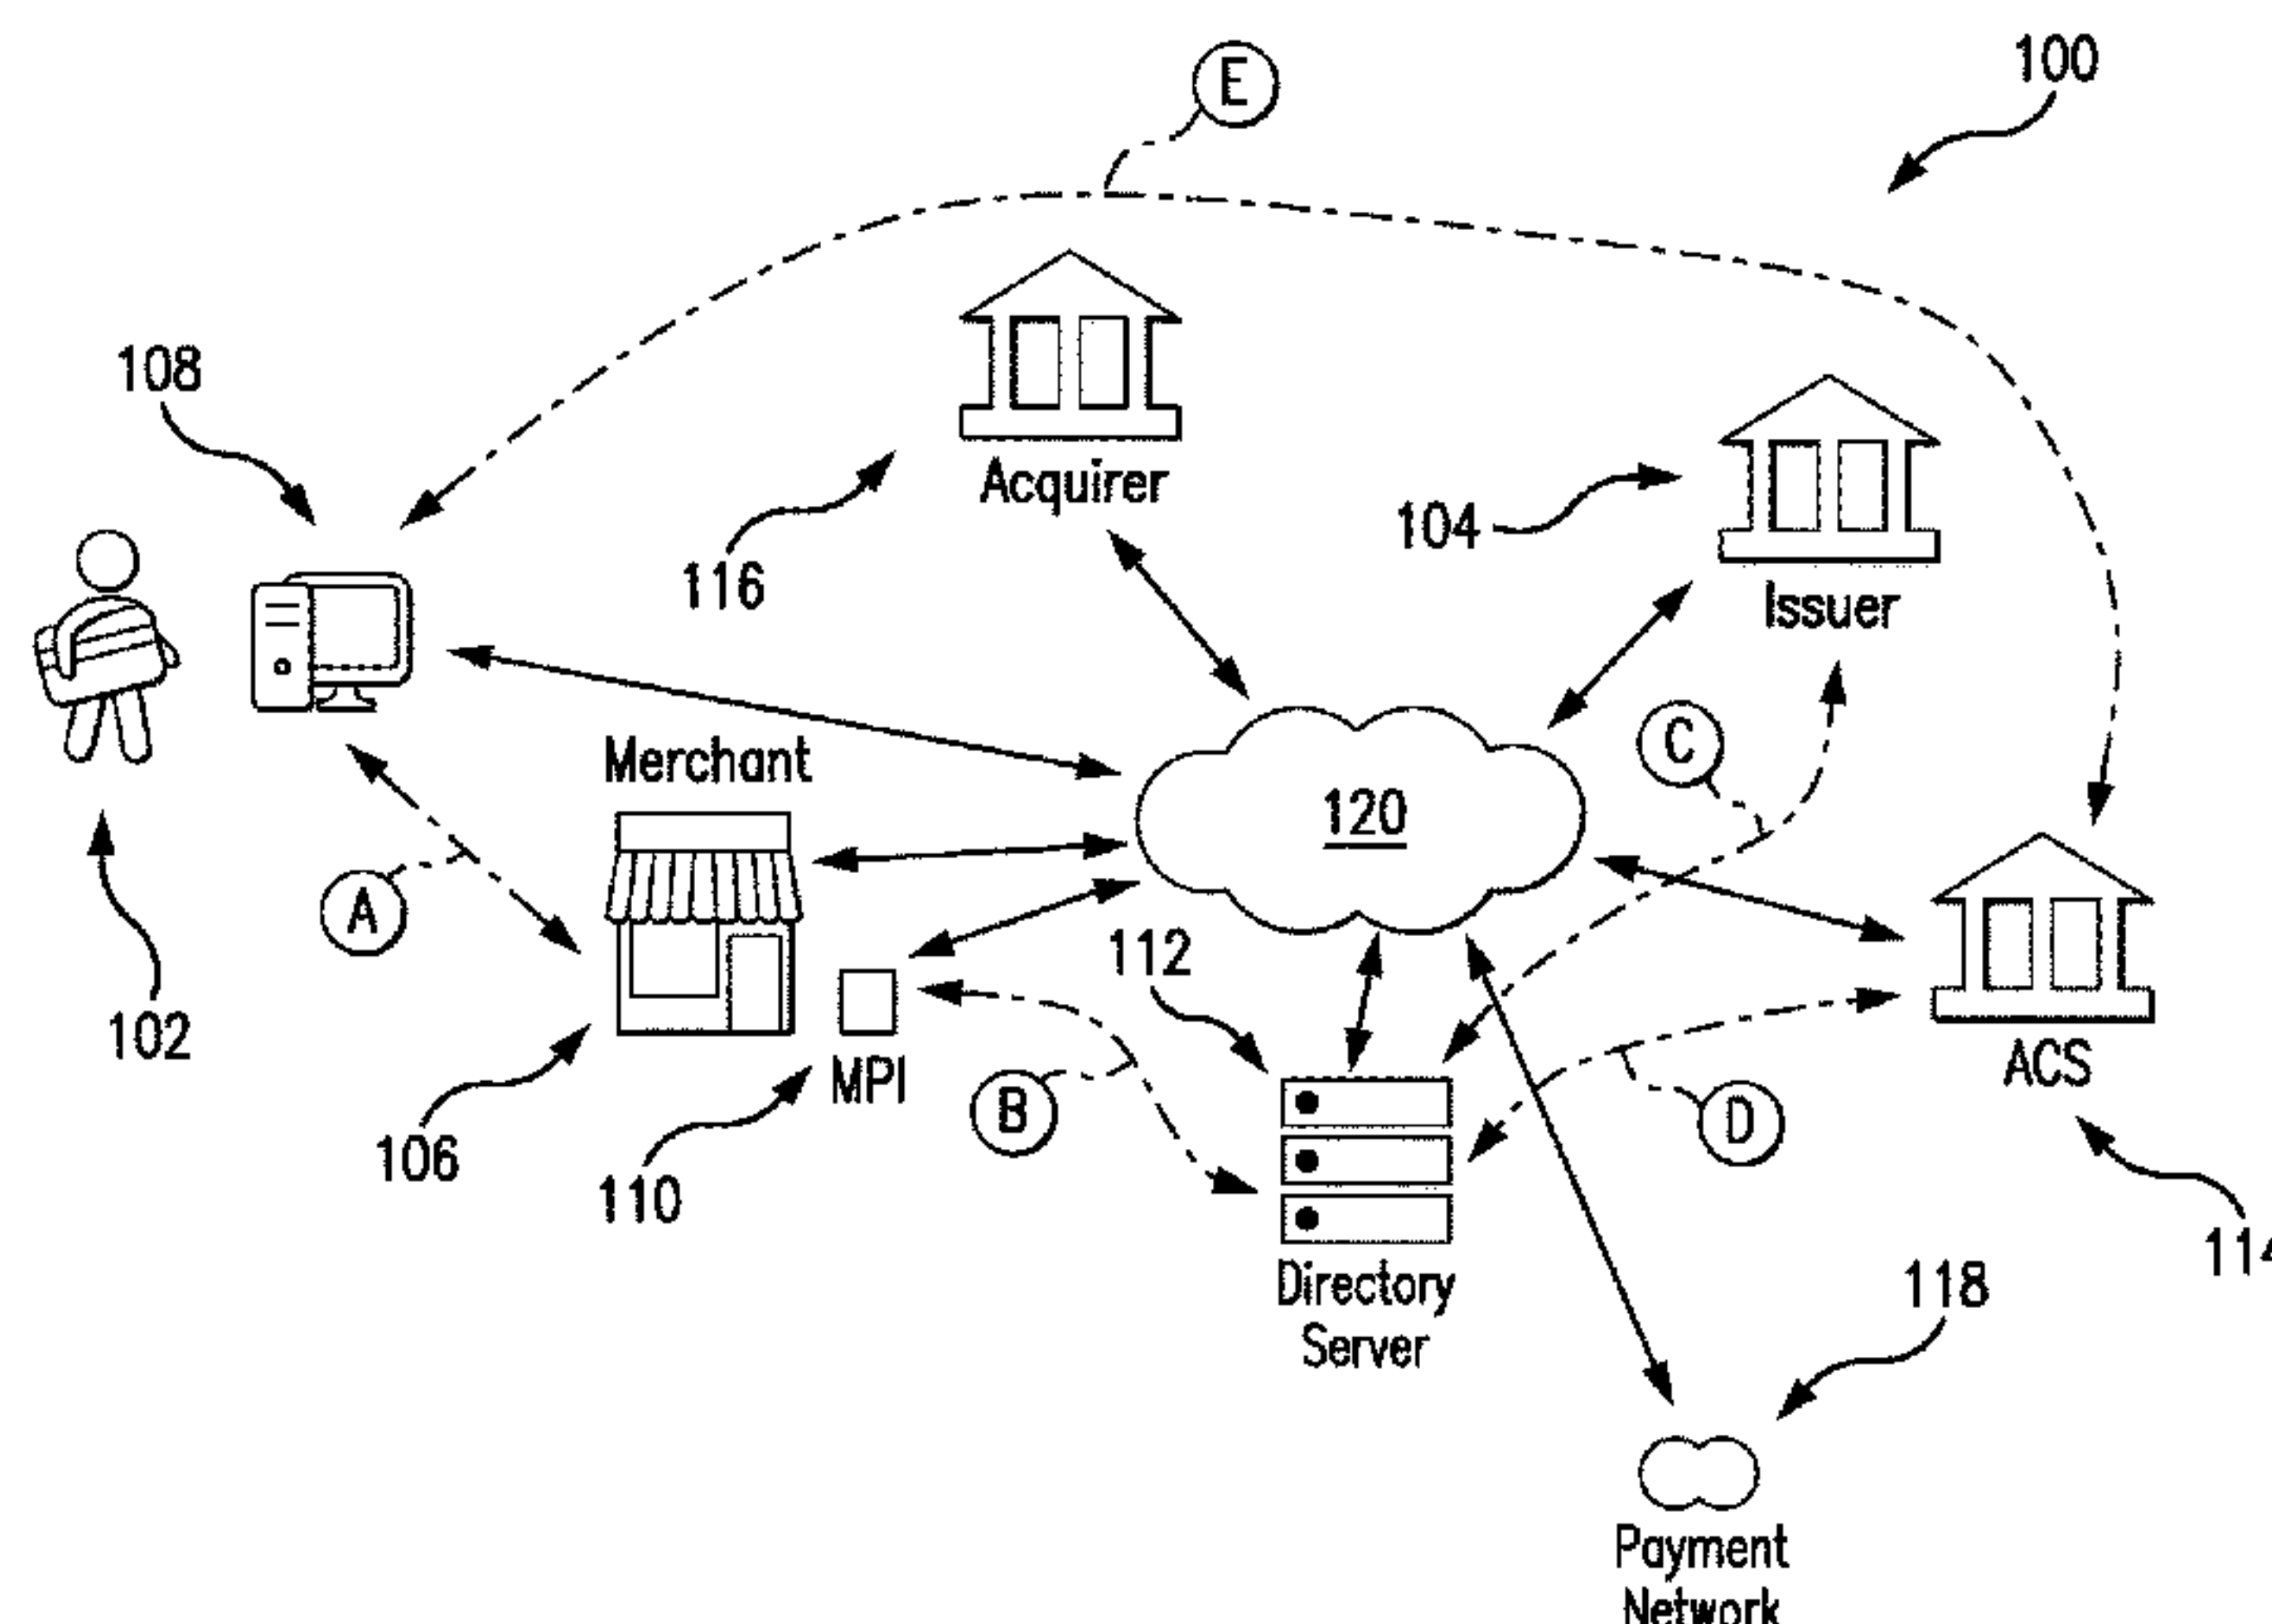 E
100
108
Acquirer
104
116
Issuer
C
Merchant
120
A
112
102
MPI
ACS
B
D
106
110
Directory
Server
118
Payment
Network